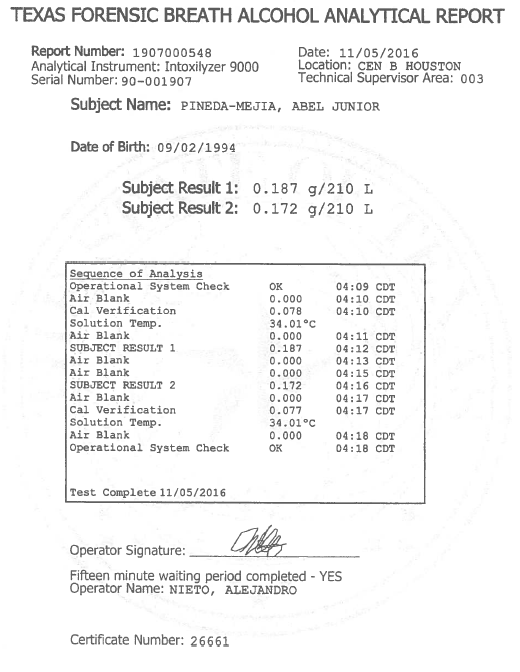 TEXAS FORENSIC BREATH ALCOHOL ANALYTICAL REPORT
Report Number: 1907000548 Date: 11/05/2016
Analytical Instrument: Intoxilyzer 9000 Location: CEN B HOUSTON
Serial Number: 90-001907 Technical Supervisor Area: 003
Subject Name: PINEDA-MEJIA, ABEL JUNIOR
Date of Birth: 09/02/1994
Subject Result 1: 0.187 g/210 L
Subject Result 2: 0.172 g/210 L
Sequence of Analysis
Operational System Check OK 04:09 CDT
Air Blank 0.000 04:10 CDT
Cal Verification 0.078 04:10 CDT
Solution Temp. 34.01°C
Air Blank 0.000 04:11 CDT
SUBJECT RESULT 1 0.187 04:12 CDT
Air Blank 0.000 04:13 CDT
Air Blank 0.000 04:15 CDT
SUBJECT RESULT 2 0.172 04:16 CDT
Air Blank 0.000 04:17 CDT
Cal Verification 0.077 04:17 CDT
Solution Temp. 34.01°C
Air Blank 0.000 04:18 CDT
Operational System Check OK 04:18 CDT
Test Complete 11/05/2016
Operator Signature:
Fifteen minute waiting period completed - YES
Operator Name: NIETO, ALEJANDRO
Certificate Number: 26661